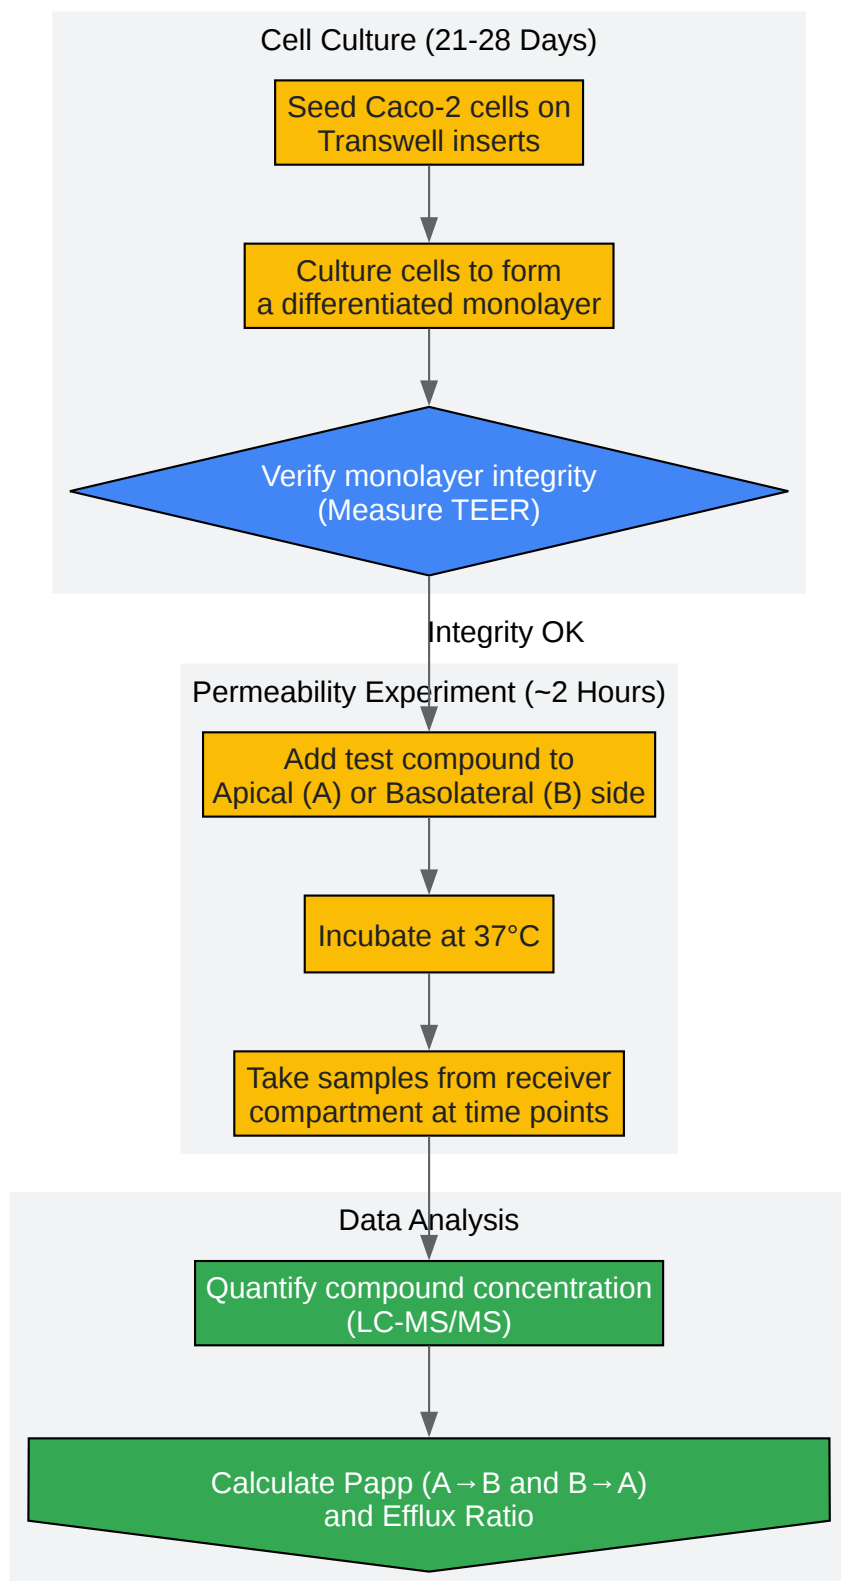 Cell Culture (21-28 Days)
Seed Caco-2 cells on
Transwell inserts
Culture cells to form
a differentiated monolayer
Verify monolayer integrity
(Measure TEER)
Integrity OK
Permeability Experiment (~2 Hours)
Add test compound to
Apical (A) or Basolateral (B) side
Incubate at 37°C
Take samples from receiver
compartment at time points
Data Analysis
Quantify compound concentration
(LC-MS/MS)
Calculate Papp (A→B and B→A)
and Efflux Ratio